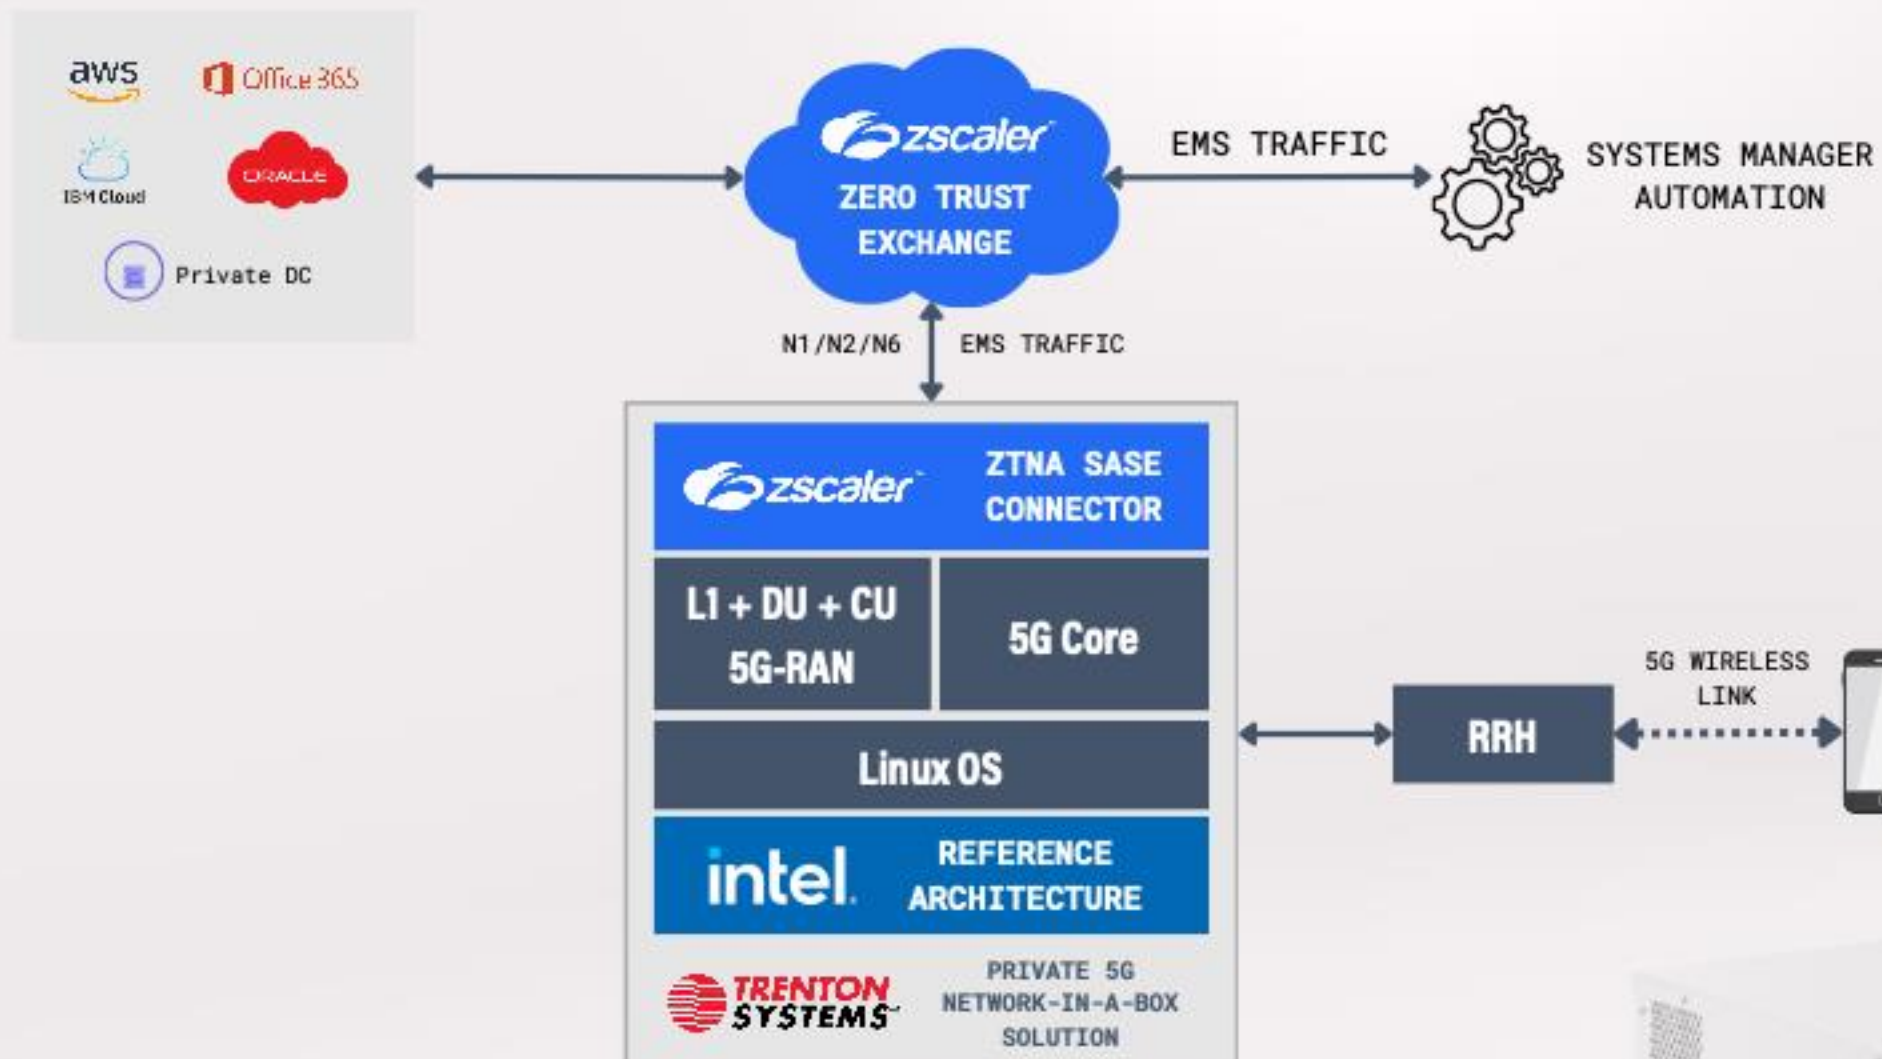 aws
Office 365
IBM Cloud
ORACLE
Private DC
zscaler
ZERO TRUST
EXCHANGE
EMS TRAFFIC
SYSTEMS MANAGER
AUTOMATION
N1/N2/N6
EMS TRAFFIC
zscaler™
ZTNA SASE
CONNECTOR
L1 + DU + CU
5G-RAN
5G Core
Linux OS
intel.
REFERENCE
ARCHITECTURE
TRENTON
SYSTEMS™
PRIVATE 5G
NETWORK-IN-A-BOX
SOLUTION
RRH
5G WIRELESS
LINK